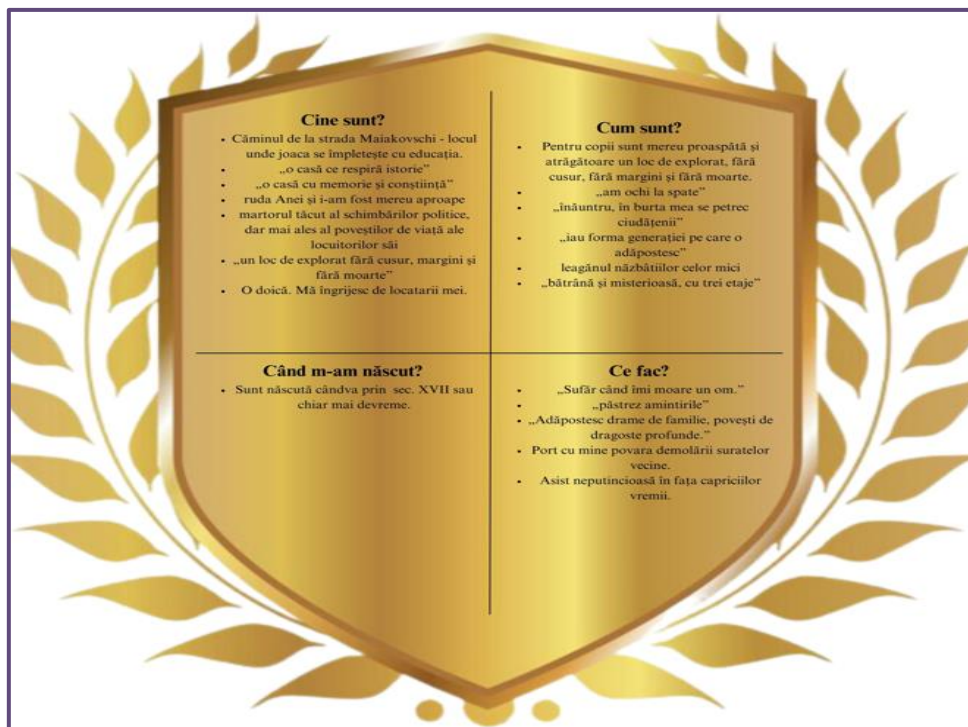 Cine sunt?
• Căminul de la strada Maiakovschi - locul
unde joaca se împletește cu educația.
• „o casă ce respiră istorie”
• „o casă cu memorie și conștiință”
• ruda Anei și i-am fost mereu aproape
• martorul tăcut al schimbărilor politice,
dar mai ales al poveștilor de viață ale
locuitorilor săi
• „un loc de explorat fără cusur, margini și
fără moarte”
• O doică. Mă îngrijesc de locatarii mei.
Cum sunt?
• Pentru copii sunt mereu proaspătă și
atrăgătoare un loc de explorat, fără
cusur, fără margini și fără moarte.
• „am ochi la spate”
• „înăuntru, în burta mea se petrec
ciudățenii”
• „iau forma generației pe care o
adăpostesc”
• leagănul năzbâtiilor celor mici
• „bătrână și misterioasă, cu trei etaje”
Când m-am născut?
• Sunt născută cândva prin sec. XVII sau
chiar mai devreme.
Ce fac?
• „Sufăr când îmi moare un om.”
• „păstrez amintirile”
• „Adăpostesc drame de familie, povești de
dragoste profunde.”
• Port cu mine povara demolării suratelor
vecine.
• Asist neputincioasă în fața capriciilor
vremii.